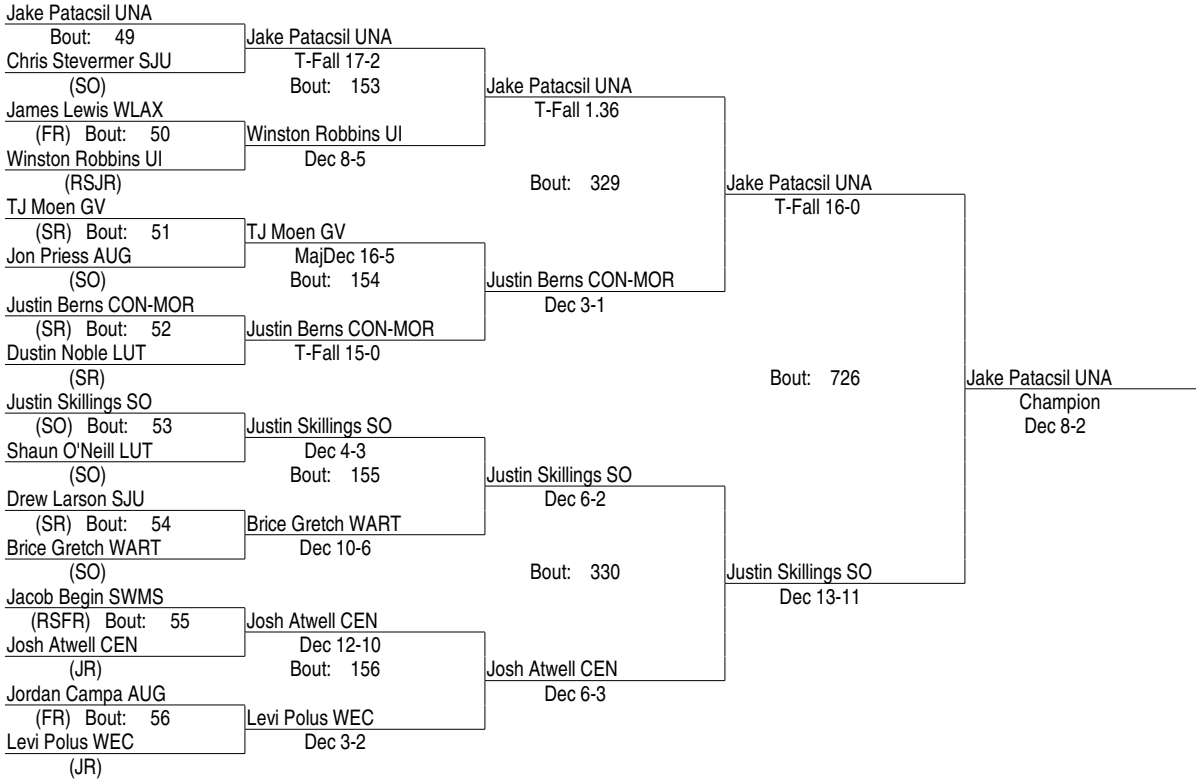 Jake Patacsil UNA
Bout: 49 Jake Patacsil UNA
Chris Stevermer SJU T-Fall 17-2
(SO) Bout: 153 Jake Patacsil UNA
James Lewis WLAX T-Fall 1.36
(FR) Bout: 50 Winston Robbins UI
Winston Robbins UI Dec 8-5
(RSJR) Bout: 329 Jake Patacsil UNA
TJ Moen GV T-Fall 16-0
(SR) Bout: 51 TJ Moen GV
Jon Priess AUG MajDec 16-5
(SO) Bout: 154 Justin Berns CON-MOR
Justin Berns CON-MOR Dec 3-1
(SR) Bout: 52 Justin Berns CON-MOR
Dustin Noble LUT T-Fall 15-0
(SR) Bout: 726 Jake Patacsil UNA
Justin Skillings SO Champion
(SO) Bout: 53 Justin Skillings SO Dec 8-2
Shaun O'Neill LUT Dec 4-3
(SO) Bout: 155 Justin Skillings SO
Drew Larson SJU Dec 6-2
(SR) Bout: 54 Brice Gretch WART
Brice Gretch WART Dec 10-6
(SO) Bout: 330 Justin Skillings SO
Jacob Begin SWMS Dec 13-11
(RSFR) Bout: 55 Josh Atwell CEN
Josh Atwell CEN Dec 12-10
(JR) Bout: 156 Josh Atwell CEN
Jordan Campa AUG Dec 6-3
(FR) Bout: 56 Levi Polus WEC
Levi Polus WEC Dec 3-2
(JR)